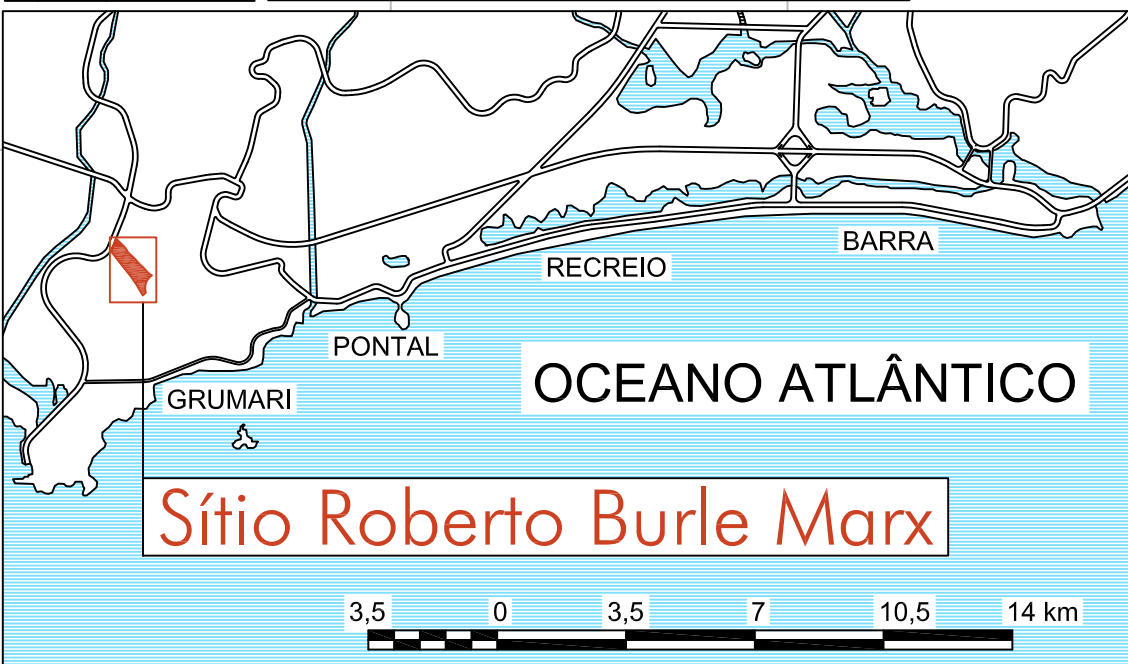 BARRA
RECREIO
PONTAL
OCEANO ATLÂNTICO
GRUMARI
Sítio Roberto Burle Marx
3,5 0 3,5 7 10,5 14 km